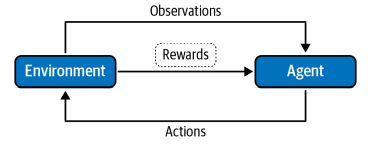 Observations
Rewards
Environment
Agent
Actions